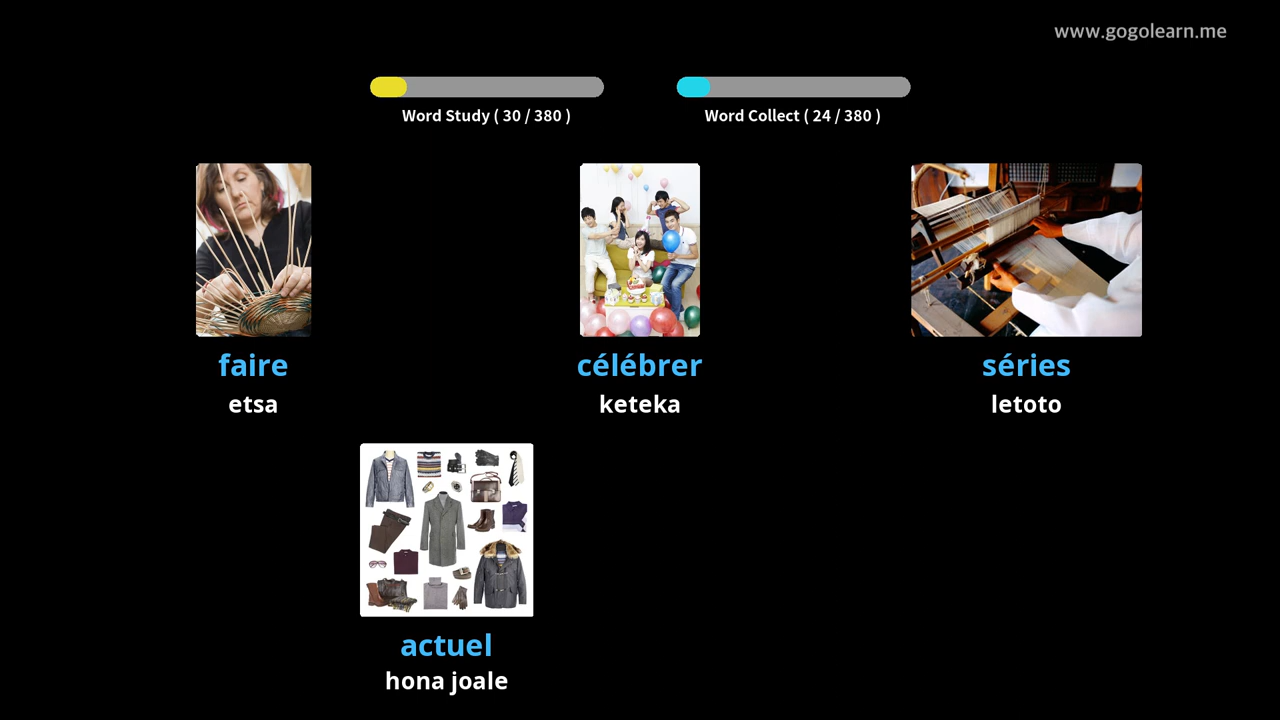 www.gogolearn.me
Word Study ( 30 / 380 )
Word Collect ( 24 / 380 )
faire
etsa
célébrer
keteka
séries
letoto
actuel
hona joale